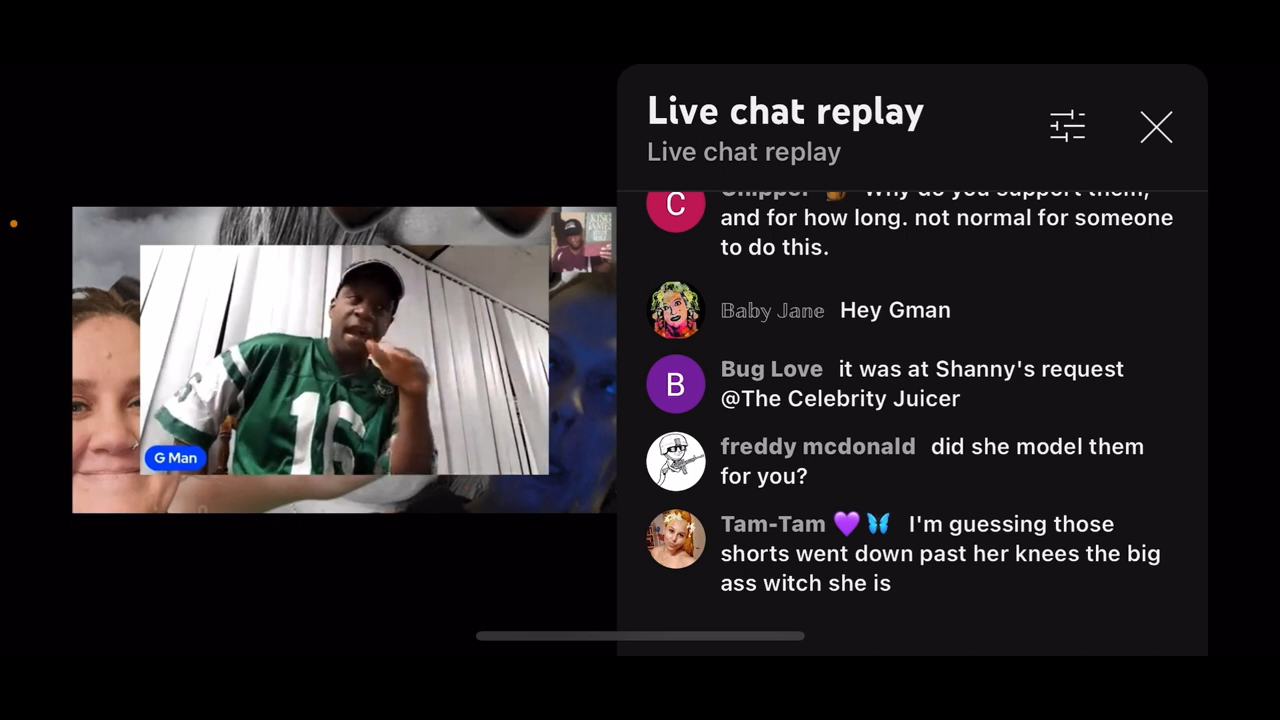 Live chat replay
Live chat replay
C
Chipper Why do you support them,
and for how long. not normal for someone
to do this.
Baby Jane Hey Gman
B
Bug Love it was at Shanny's request
@The Celebrity Juicer
freddy mcdonald did she model them
for you?
Tam-Tam 💜 🦋 I'm guessing those
shorts went down past her knees the big
ass witch she is
KING
JAMES
16
G Man